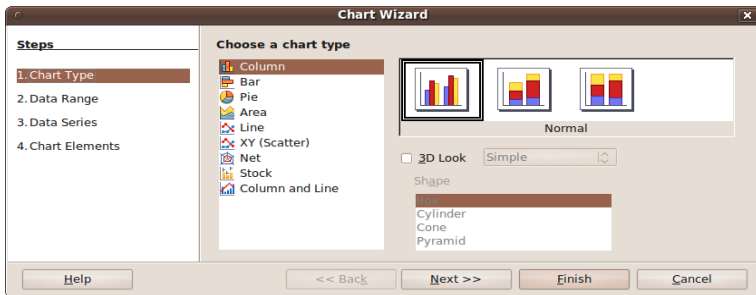 Chart Wizard
Steps
1. Chart Type
2. Data Range
3. Data Series
4. Chart Elements
Choose a chart type
Column
Bar
Pie
Area
Line
XY (Scatter)
Net
Stock
Column and Line
Normal
3D Look
Simple
Shape
Box
Cylinder
Cone
Pyramid
Help
<< Back
Next >>
Finish
Cancel